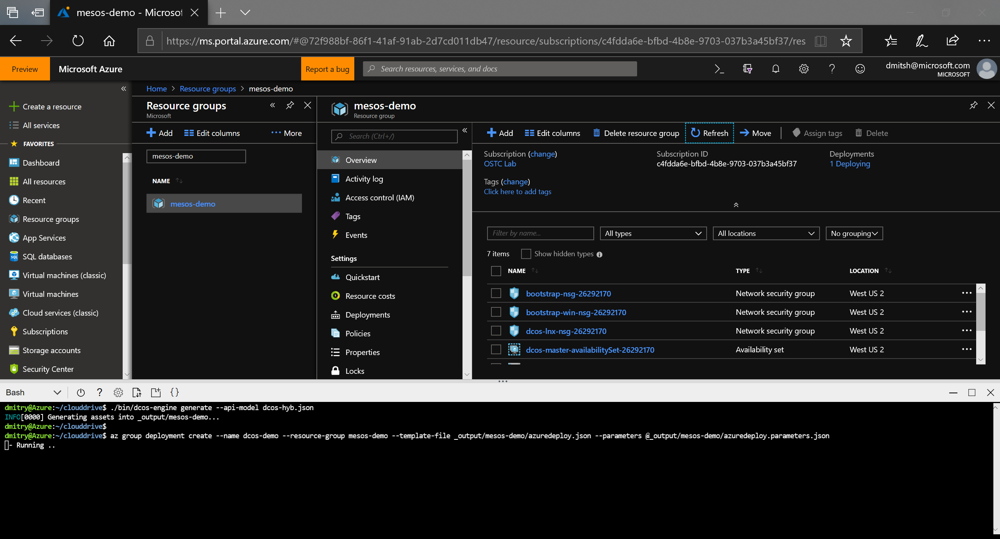 mesos-demo - Microsof
https://ms.portal.azure.com/#@72f988bf-86f1-41af-91ab-2d7cd011db47/resource/subscriptions/c4fdda6e-bfbd-4b8e-9703-037b3a45bf37/res
Preview
Microsoft Azure
Report a bug
Search resources, services, and docs
dmitsh@microsoft.com
MICROSOFT
Create a resource
All services
FAVORITES
Dashboard
All resources
Recent
Resource groups
App Services
SQL databases
Virtual machines (classic)
Virtual machines
Cloud services (classic)
Subscriptions
Storage accounts
Security Center
Home > Resource groups > mesos-demo
Resource groups
Microsoft
Add
Edit columns
More
mesos-demo
NAME
mesos-demo
mesos-demo
Resource group
Search (Ctrl+/)
Overview
Activity log
Access control (IAM)
Tags
Events
Settings
Quickstart
Resource costs
Deployments
Policies
Properties
Locks
Add
Edit columns
Delete resource group
Refresh
Move
Assign tags
Delete
Subscription (change)
OSTC Lab
Subscription ID
c4fdda6e-bfbd-4b8e-9703-037b3a45bf37
Deployments
1 Deploying
Tags (change)
Click here to add tags
Filter by name...
All types
All locations
No grouping
7 items
Show hidden types
NAME TYPE LOCATION
bootstrap-nsg-26292170 Network security group West US 2
bootstrap-win-nsg-26292170 Network security group West US 2
dcos-lnx-nsg-26292170 Network security group West US 2
dcos-master-availabilitySet-26292170 Availability set West US 2
Bash
dmitry@Azure:~/clouddrive$ ./bin/dcos-engine generate --api-model dcos-hyb.json
INFO[0000] Generating assets into _output/mesos-demo...
dmitry@Azure:~/clouddrive$
dmitry@Azure:~/clouddrive$ az group deployment create --name dcos-demo --resource-group mesos-demo --template-file _output/mesos-demo/azuredeploy.json --parameters @_output/mesos-demo/azuredeploy.parameters.json
- Running ..